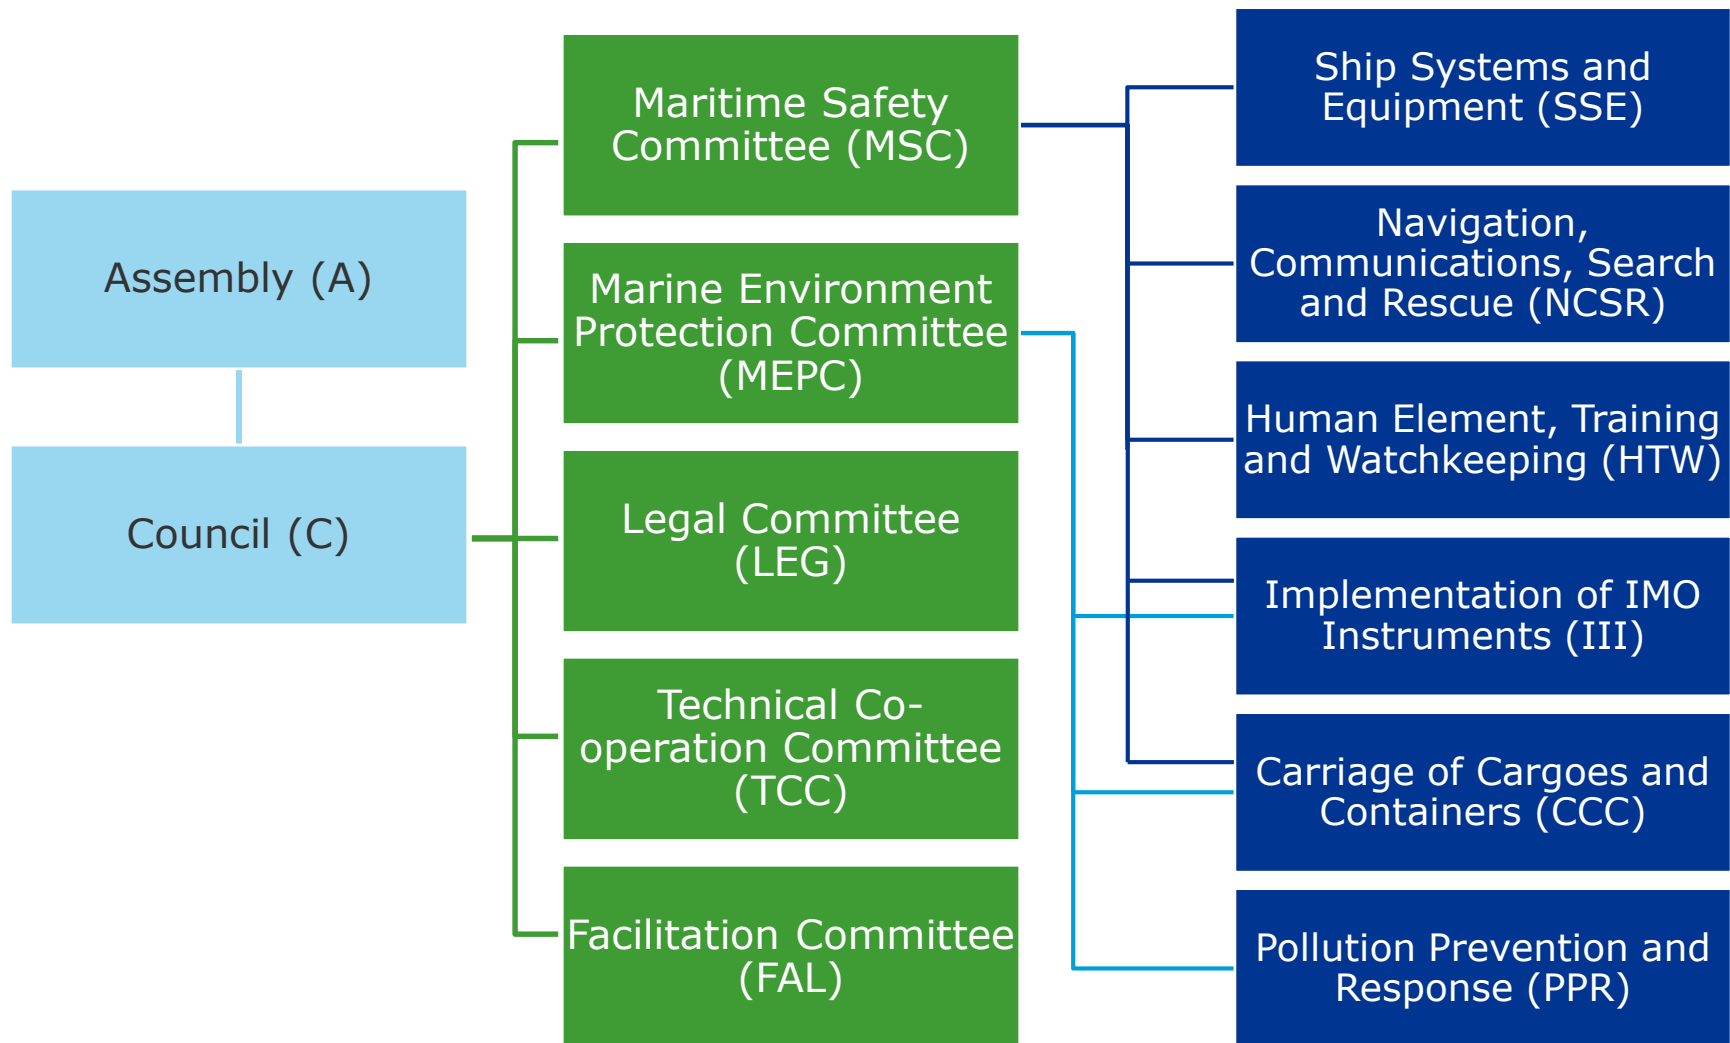 Assembly (A)
Council (C)
Maritime Safety
Committee (MSC)
Marine Environment
Protection Committee
(MEPC)
Legal Committee
(LEG)
Technical Co-
operation Committee
(TCC)
Facilitation Committee
(FAL)
Ship Systems and
Equipment (SSE)
Navigation,
Communications, Search
and Rescue (NCSR)
Human Element, Training
and Watchkeeping (HTW)
Implementation of IMO
Instruments (III)
Carriage of Cargoes and
Containers (CCC)
Pollution Prevention and
Response (PPR)